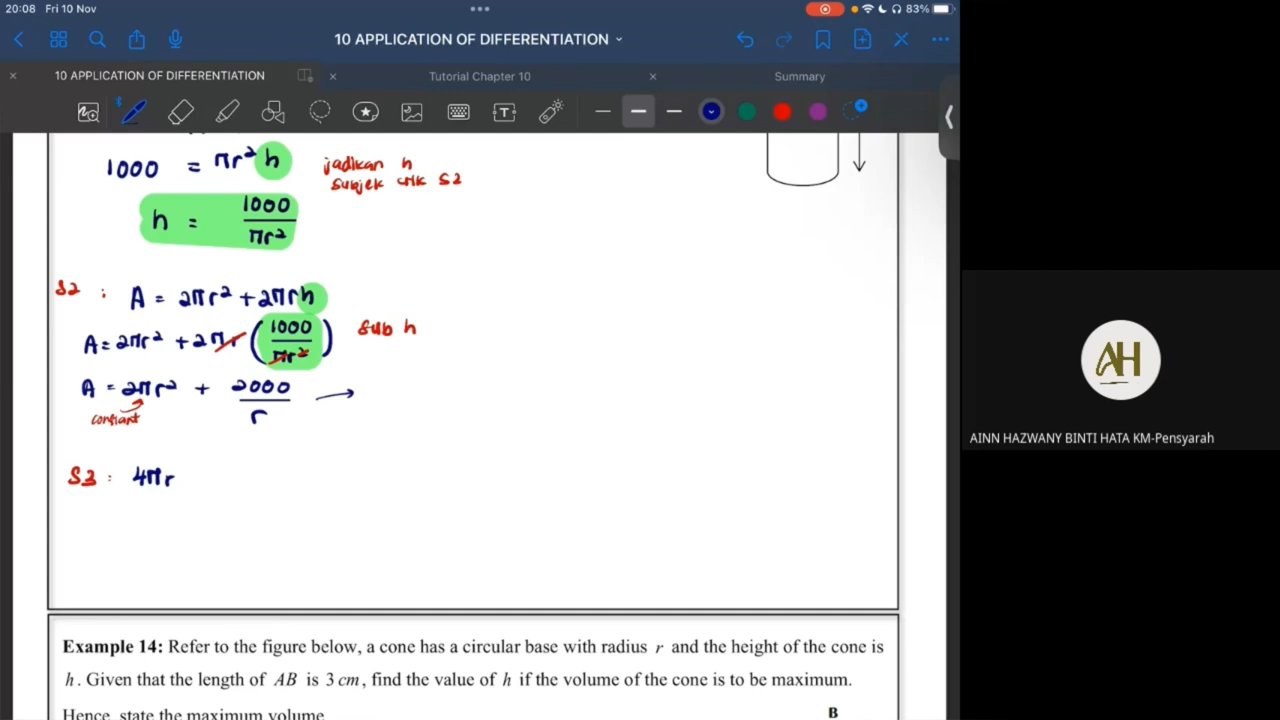 20:08 Fri 10 Nov
83%
10 APPLICATION OF DIFFERENTIATION
10 APPLICATION OF DIFFERENTIATION
Tutorial Chapter 10
Summary
1000 = πr² h
jadikan h
subjek utk S2
h = 1000/πr²
S2 : A = 2πr² + 2πrh
A = 2πr² + 2πr (1000/πr²) sub h
A = 2πr² + 2000/r →
constant
S3 : 4πr
Example 14: Refer to the figure below, a cone has a circular base with radius r and the height of the cone is
h. Given that the length of AB is 3 cm, find the value of h if the volume of the cone is to be maximum.
Hence, state the maximum volume.
B
AH
AINN HAZWANY BINTI HATA KM-Pensyarah